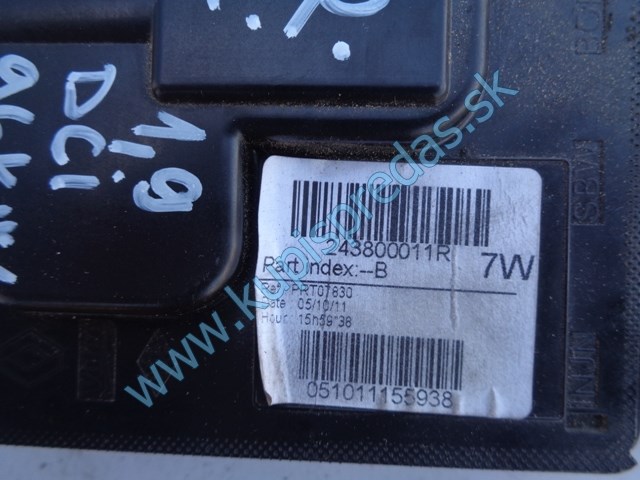 1,9
DCi
243800011R
Part Index:--B
7W
Ref : PRT07830
Date : 05/10/11
Hour : 15h59*38
051011155938
www.kupispredas.sk